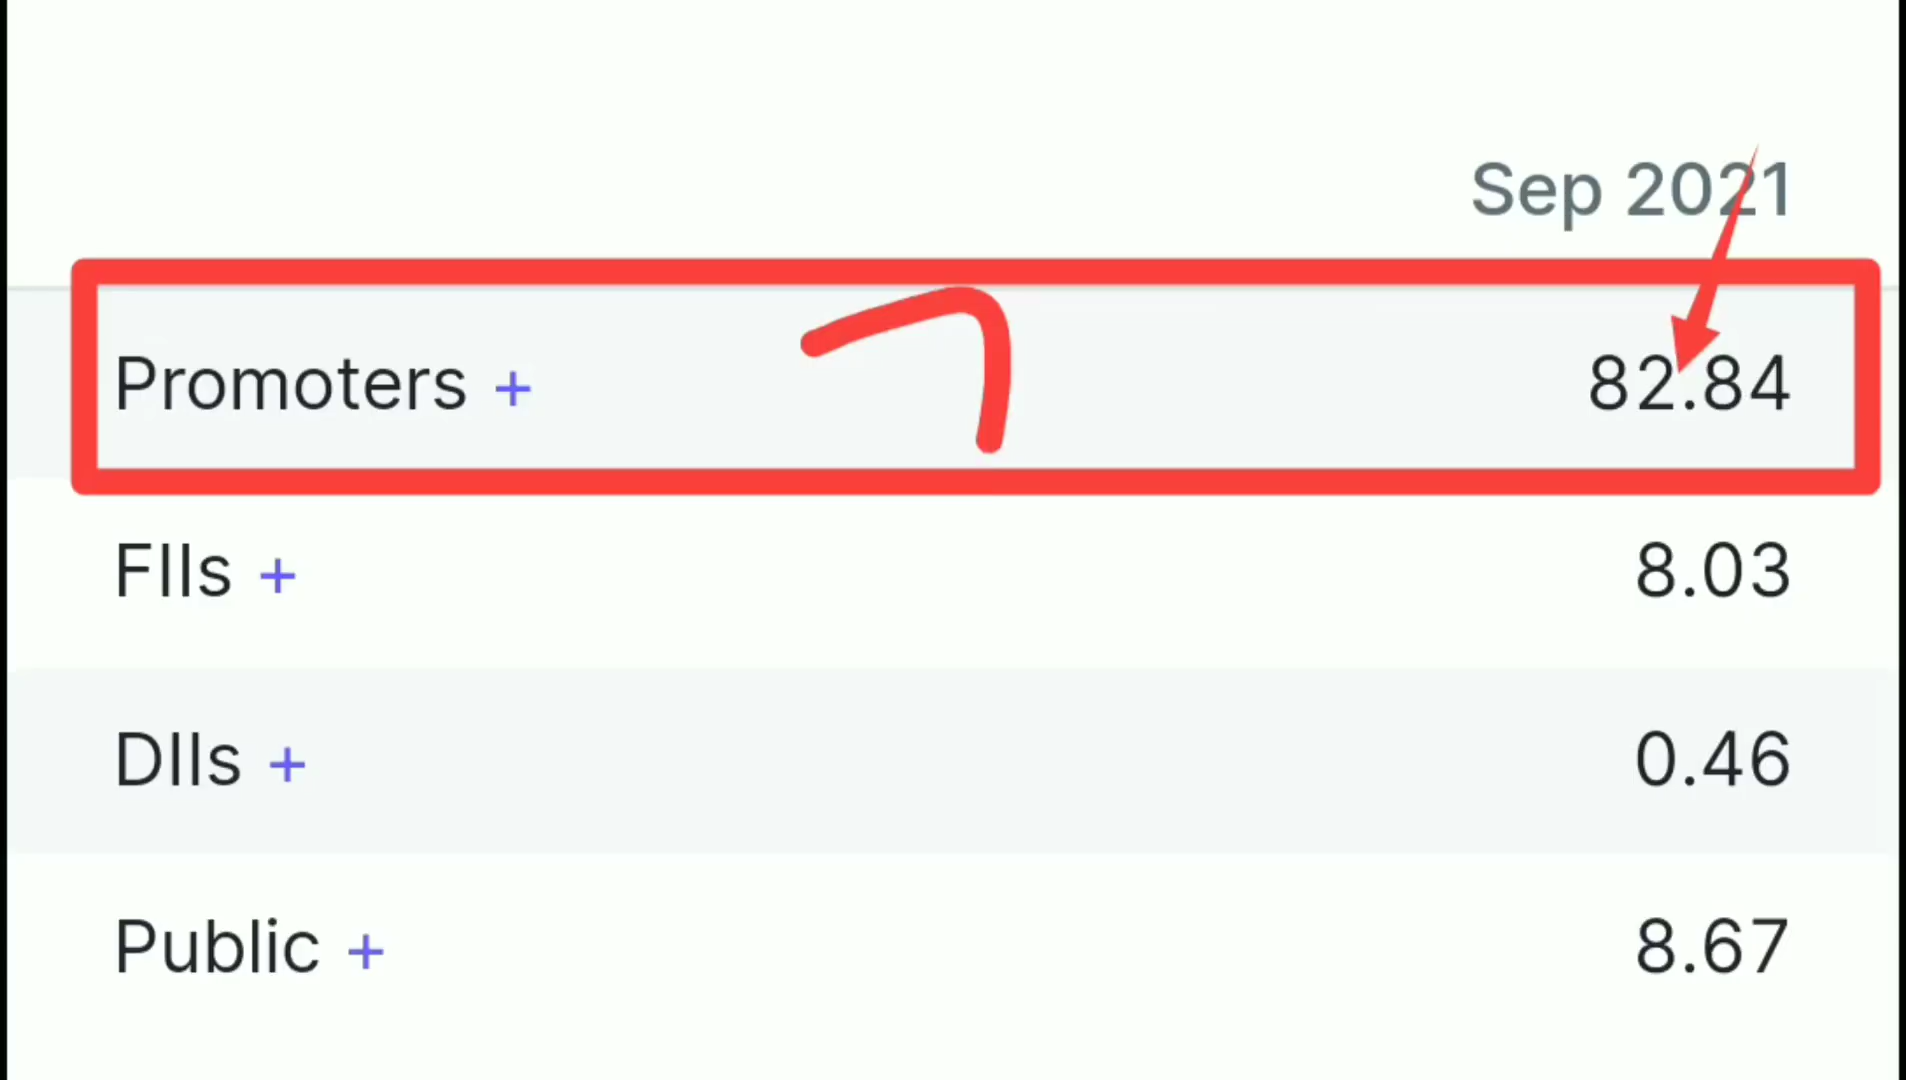 Sep 2021
Promoters + 82.84
FIIs + 8.03
DIIs + 0.46
Public + 8.67